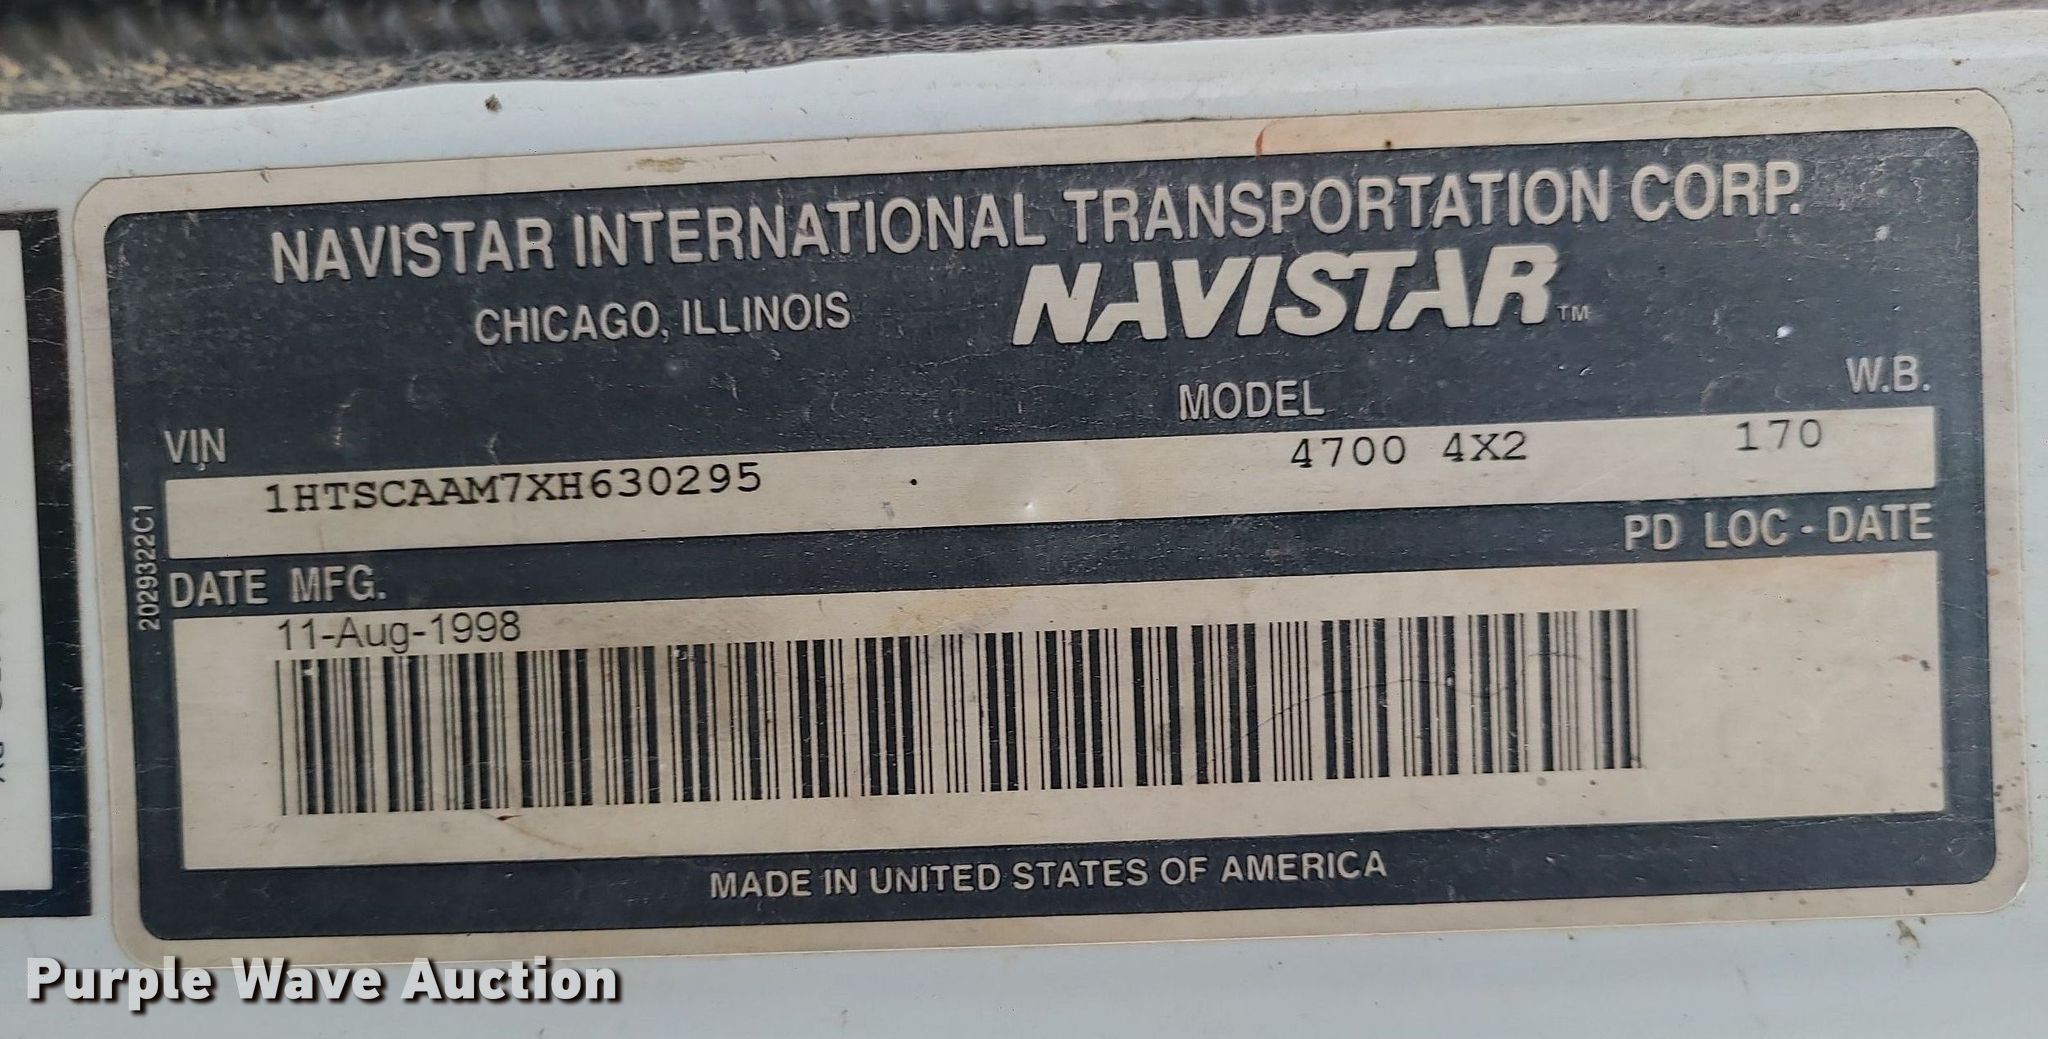 NAVISTAR INTERNATIONAL TRANSPORTATION CORP.
CHICAGO, ILLINOIS NAVISTAR™
VIN MODEL W.B.
1HTSCAAM7XH630295 4700 4X2 170
DATE MFG. PD LOC - DATE
11-Aug-1998
MADE IN UNITED STATES OF AMERICA
2029322C1
Purple Wave Auction